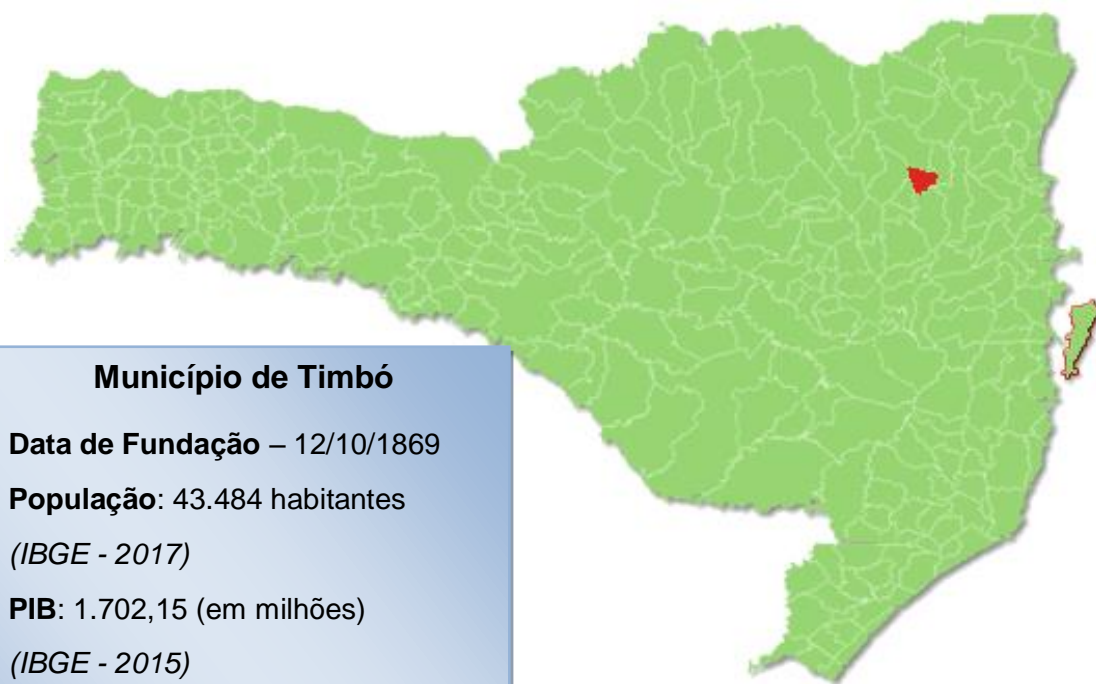 Município de Timbó
Data de Fundação – 12/10/1869
População: 43.484 habitantes
(IBGE - 2017)
PIB: 1.702,15 (em milhões)
(IBGE - 2015)